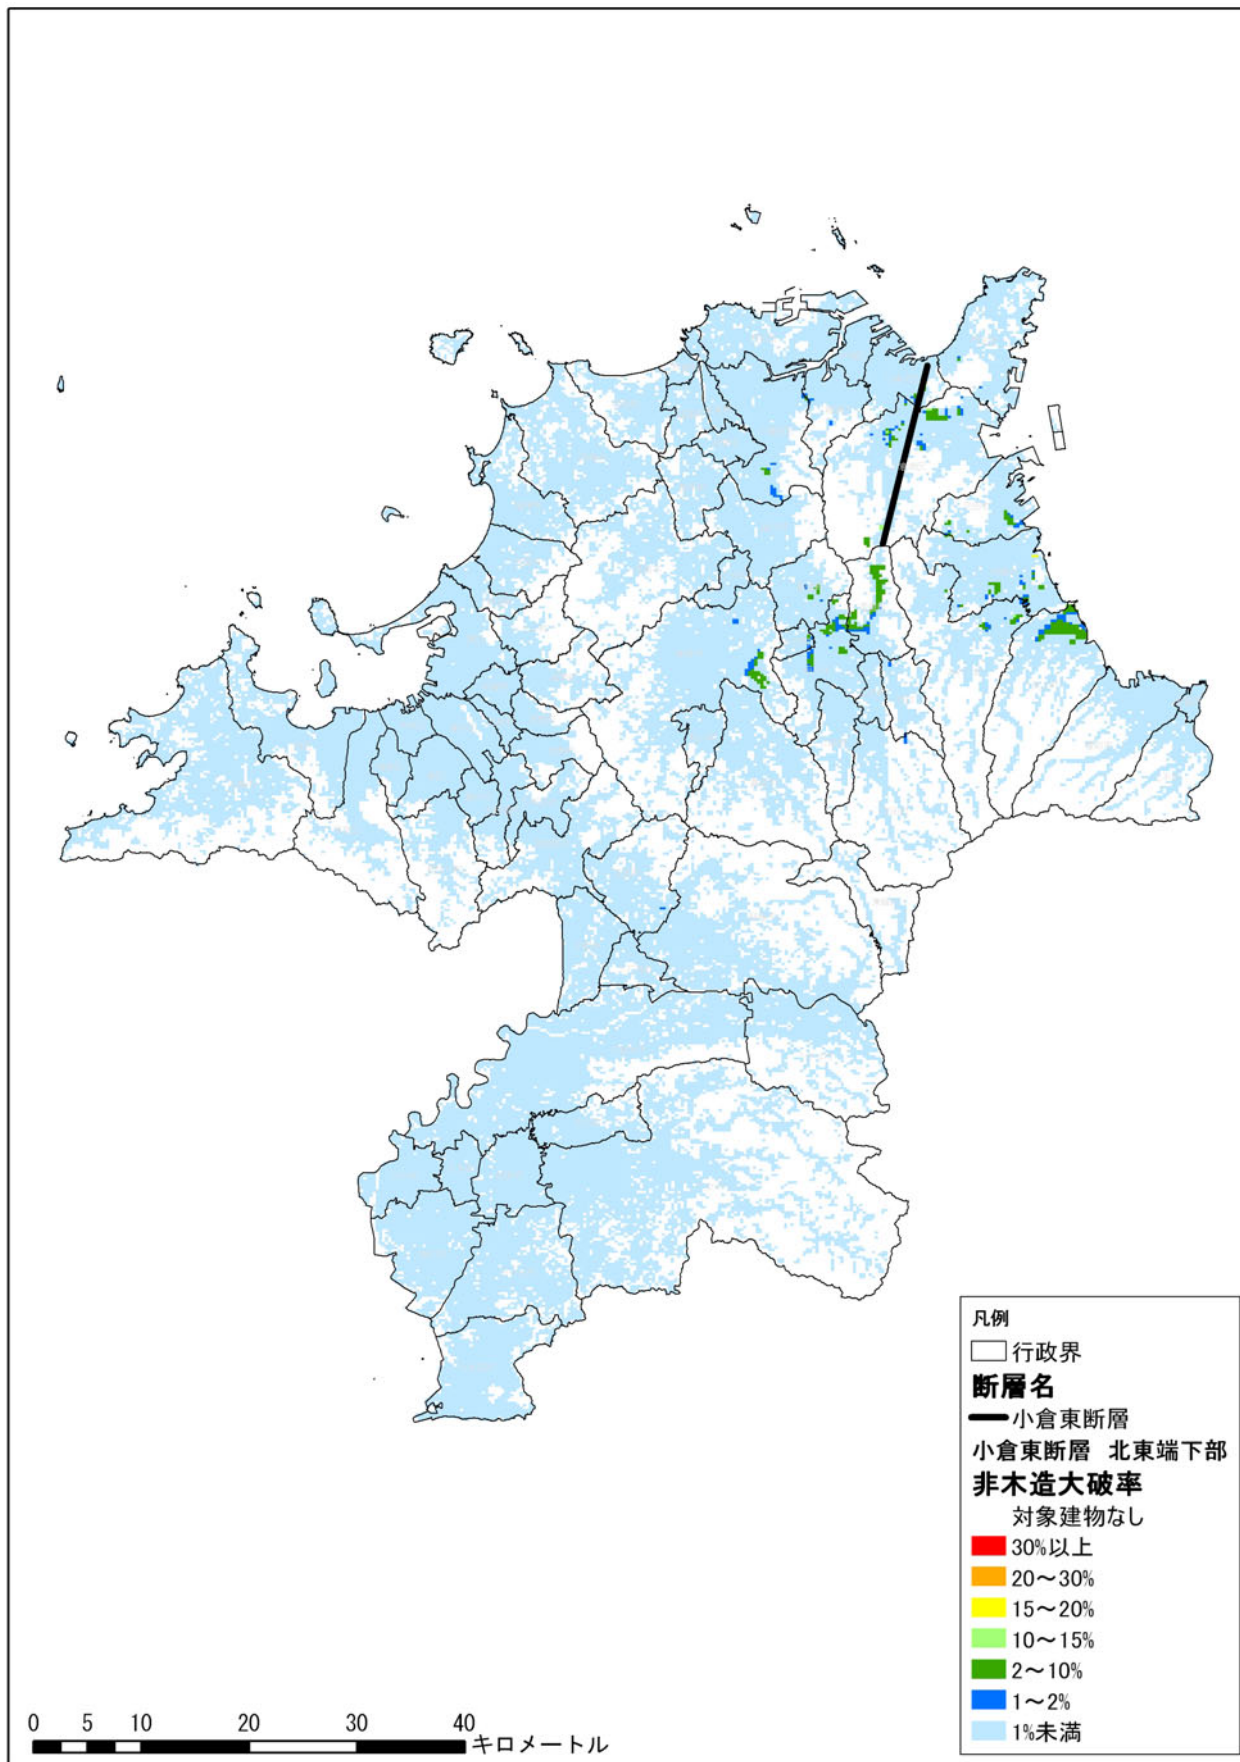 凡例
行政界
断層名
小倉東断層
小倉東断層 北東端下部
非木造大破率
対象建物なし
30%以上
20～30%
15～20%
10～15%
2～10%
1～2%
1%未満
0 5 10 20 30 40
キロメートル